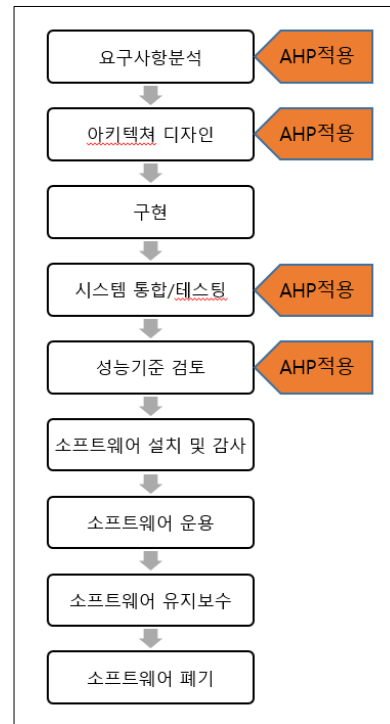 요구사항분석
AHP적용
아키텍쳐 디자인
AHP적용
구현
시스템 통합/테스팅
AHP적용
성능기준 검토
AHP적용
소프트웨어 설치 및 감사
소프트웨어 운용
소프트웨어 유지보수
소프트웨어 폐기